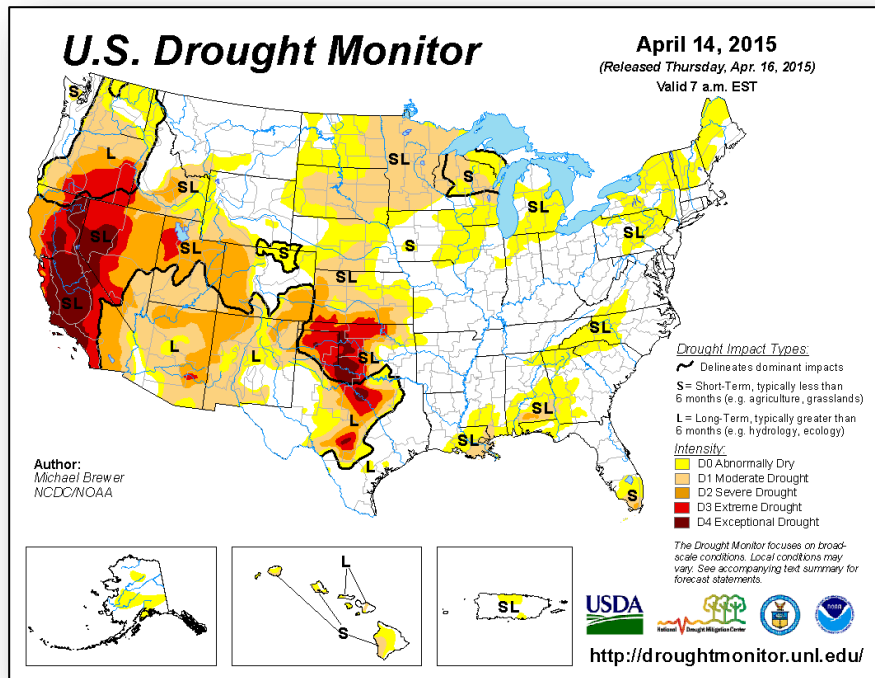 U.S. Drought Monitor
April 14, 2015
(Released Thursday, Apr. 16, 2015)
Valid 7 a.m. EST
S
L
SL
SL
S
SL
SL
SL
S
SL
SL
SL
SL
L
L
SL
L
L
SL
SL
S
Drought Impact Types:
Delineates dominant impacts
S = Short-Term, typically less than
6 months (e.g. agriculture, grasslands)
L = Long-Term, typically greater than
6 months (e.g. hydrology, ecology)
Intensity:
D0 Abnormally Dry
D1 Moderate Drought
D2 Severe Drought
D3 Extreme Drought
D4 Exceptional Drought
Author:
Michael Brewer
NCDC/NOAA
The Drought Monitor focuses on broad-
scale conditions. Local conditions may
vary. See accompanying text summary for
forecast statements.
L
S
SL
USDA
National Drought Mitigation Center
noaa
http://droughtmonitor.unl.edu/